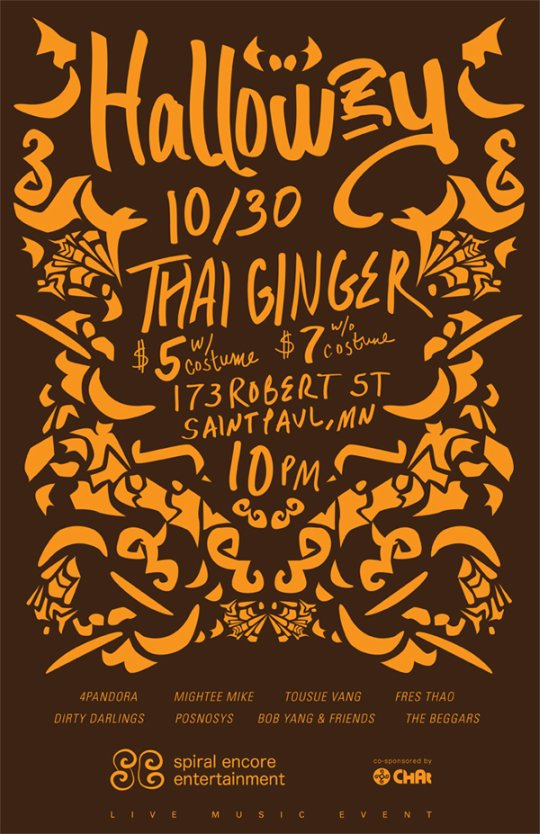 Hallowzy
10/30
THAI GINGER
$5 w/ costume $7 w/o costume
173 ROBERT ST
SAINT PAUL, MN
10 PM
4PANDORA MIGHTEE MIKE TOUSUE VANG FRES THAO
DIRTY DARLINGS POSNOSYS BOB YANG & FRIENDS THE BEGGARS
spiral encore
entertainment
co-sponsored by
CHAt
LIVE MUSIC EVENT